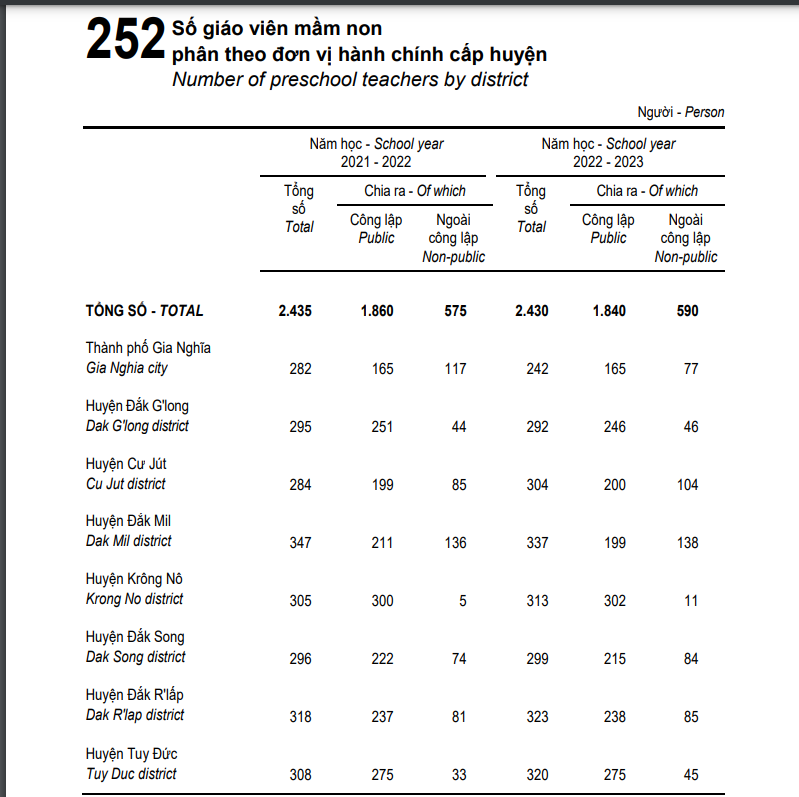 252 Số giáo viên mầm non
phân theo đơn vị hành chính cấp huyện
Number of preschool teachers by district
Người - Person
Năm học - School year Năm học - School year
2021 - 2022 2022 - 2023
Tổng Chia ra - Of which Tổng Chia ra - Of which
số số
Total Công lập Ngoài Total Công lập Ngoài
Public công lập Public công lập
Non-public Non-public
TỔNG SỐ - TOTAL 2.435 1.860 575 2.430 1.840 590
Thành phố Gia Nghĩa
Gia Nghia city 282 165 117 242 165 77
Huyện Đắk G'long
Dak G'long district 295 251 44 292 246 46
Huyện Cư Jút
Cu Jut district 284 199 85 304 200 104
Huyện Đắk Mil
Dak Mil district 347 211 136 337 199 138
Huyện Krông Nô
Krong No district 305 300 5 313 302 11
Huyện Đắk Song
Dak Song district 296 222 74 299 215 84
Huyện Đắk R'lấp
Dak R'lap district 318 237 81 323 238 85
Huyện Tuy Đức
Tuy Duc district 308 275 33 320 275 45